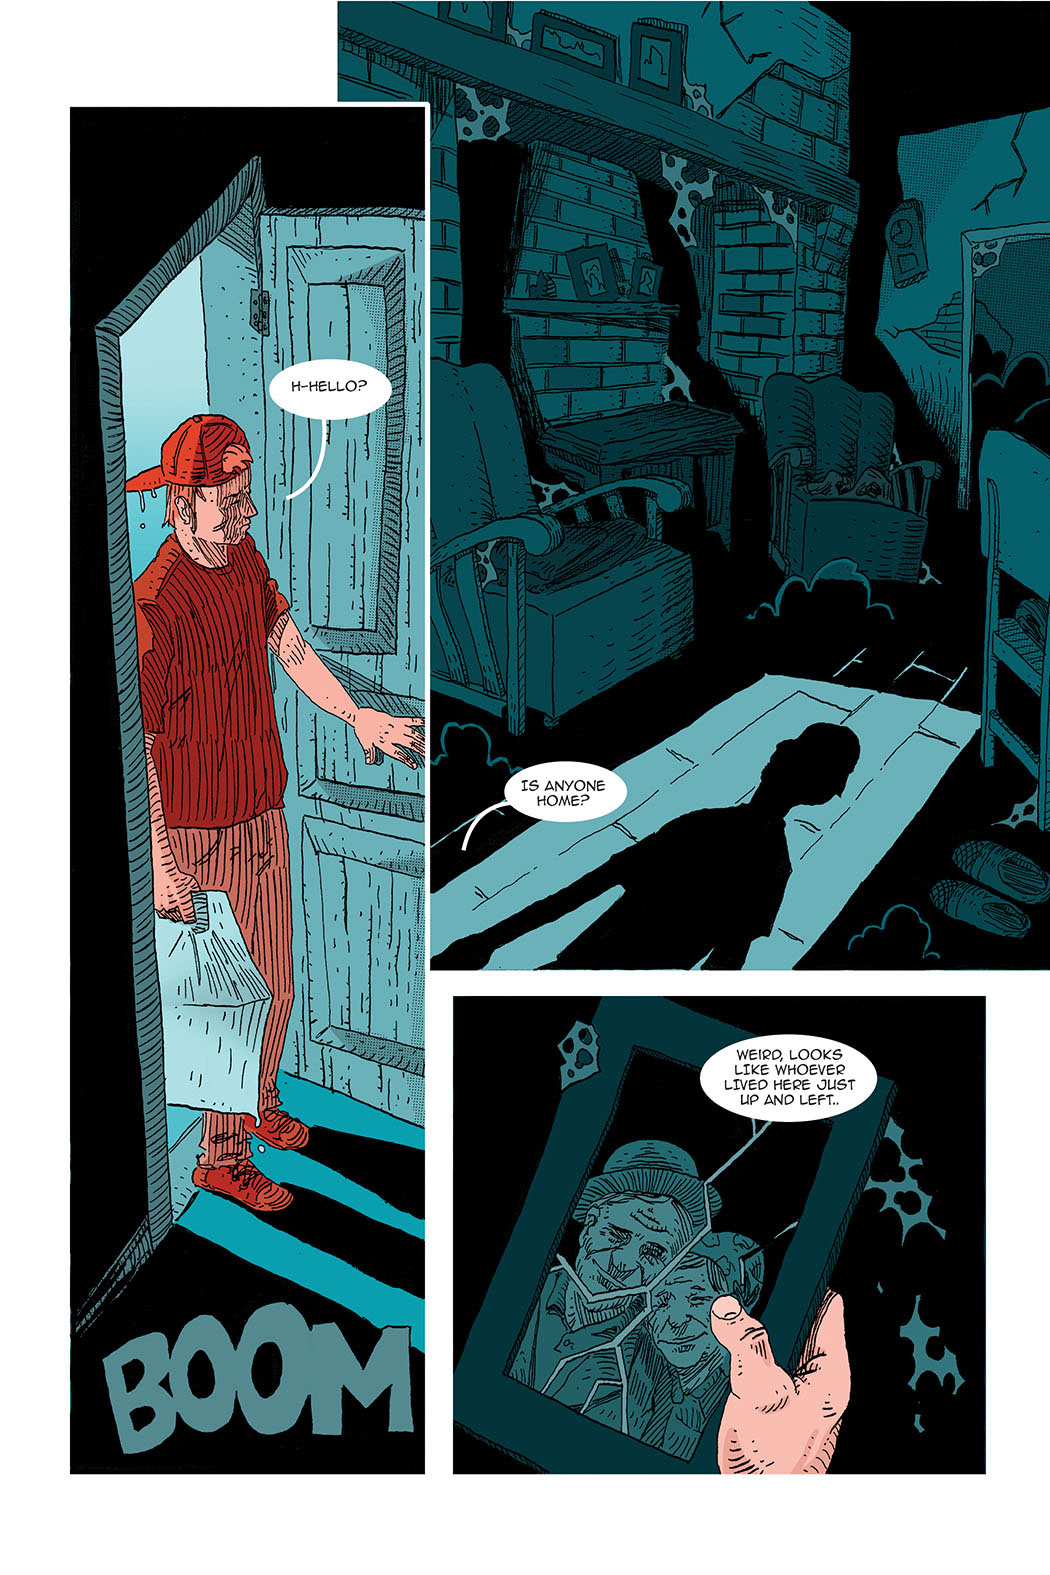 H-HELLO?
BOOM
IS ANYONE
HOME?
WEIRD, LOOKS
LIKE WHOEVER
LIVED HERE JUST
UP AND LEFT..